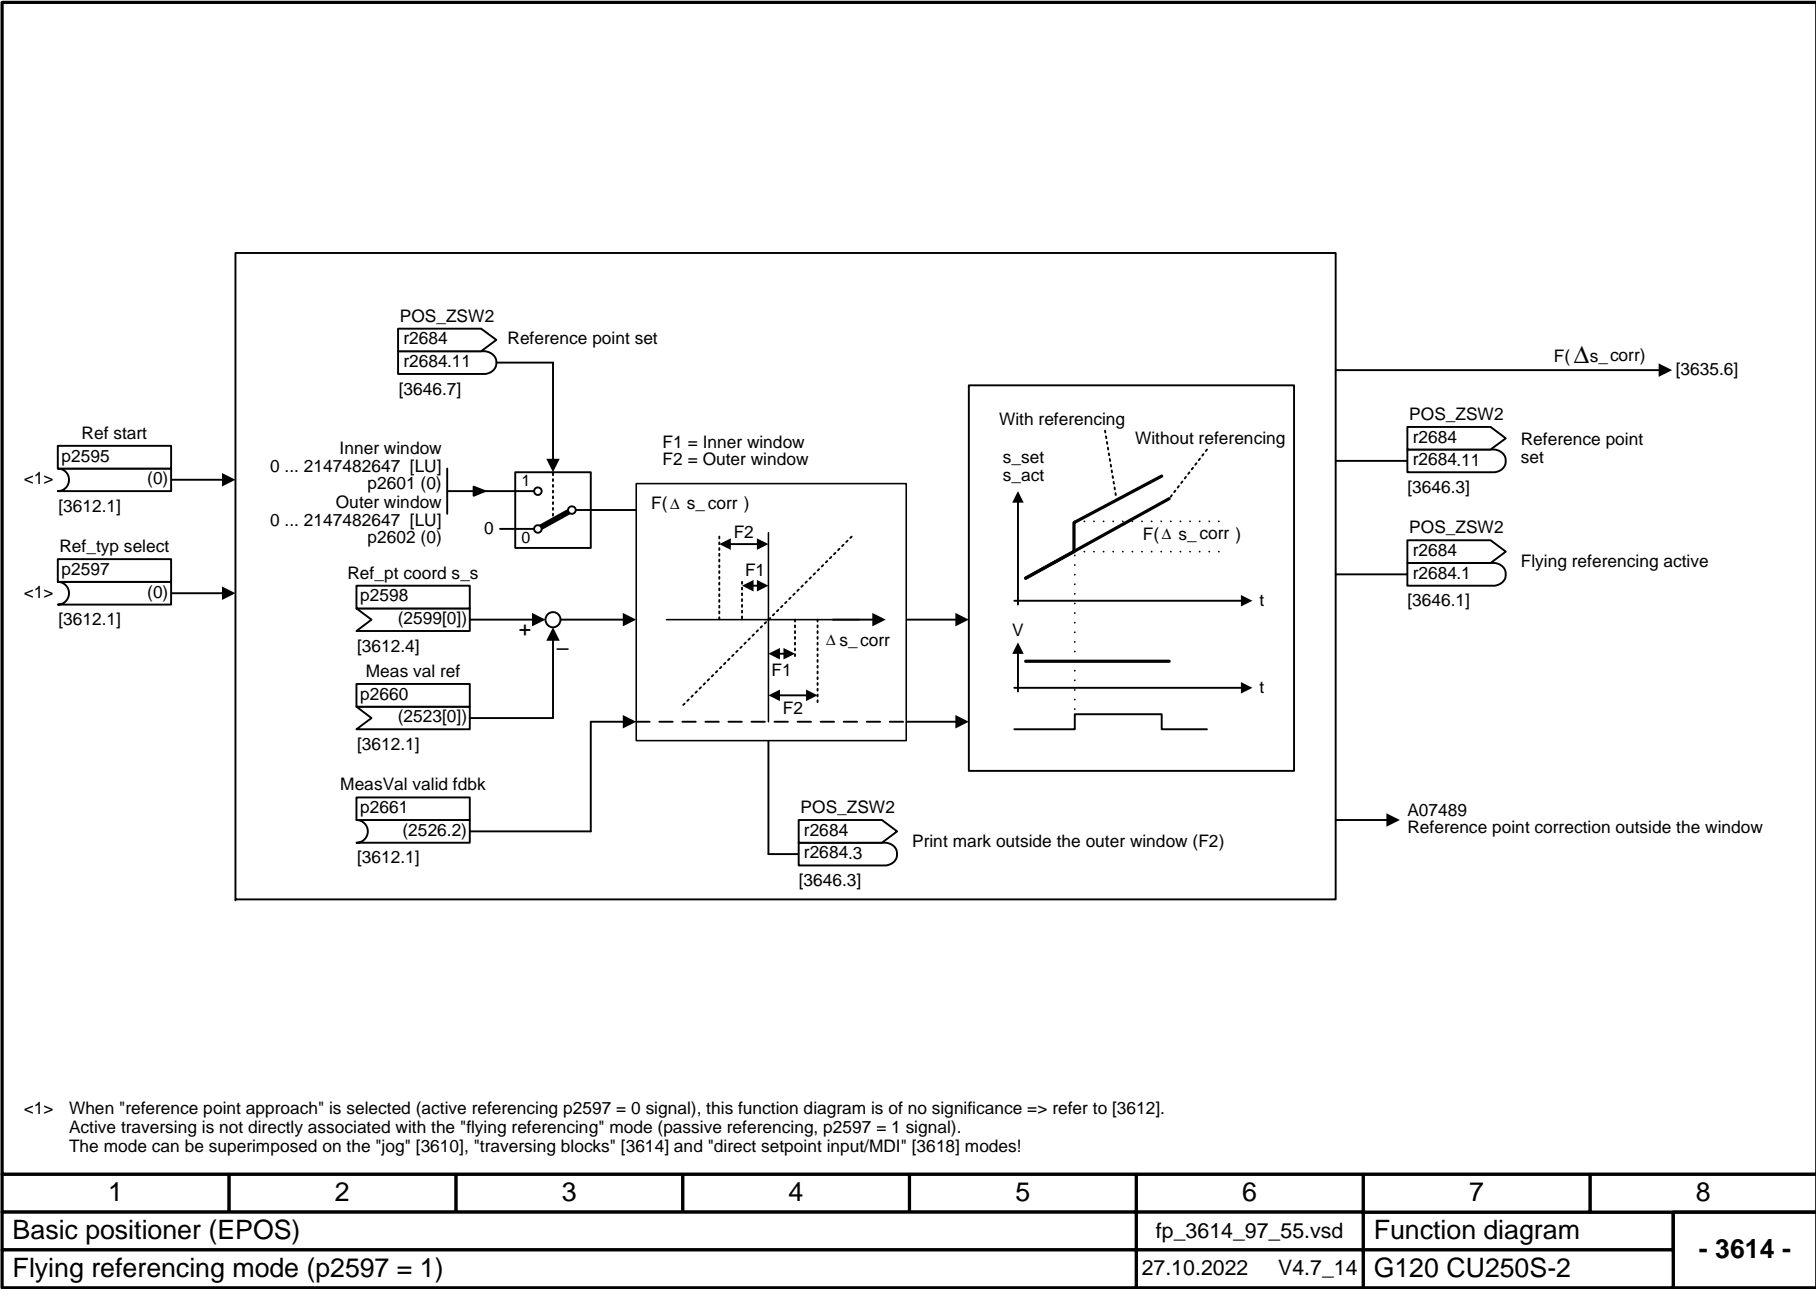 POS_ZSW2
r2684
Reference point set
r2684.11
[3646.7]
Ref start
p2595
<1>
(0)
[3612.1]
Ref_typ select
p2597
<1>
(0)
[3612.1]
Inner window
0 ... 2147482647 [LU]
p2601 (0)
Outer window
0 ... 2147482647 [LU]
p2602 (0)
1
0
0
F1 = Inner window
F2 = Outer window
Ref_pt coord s_s
p2598
(2599[0])
[3612.4]
+
–
Meas val ref
p2660
(2523[0])
[3612.1]
MeasVal valid fdbk
p2661
(2526.2)
[3612.1]
F(Δ s_corr )
F2
F1
Δ s_corr
F1
F2
POS_ZSW2
r2684
r2684.3
Print mark outside the outer window (F2)
[3646.3]
With referencing
Without referencing
s_set
s_act
F(Δ s_corr )
t
V
t
F( Δs_corr)
[3635.6]
POS_ZSW2
r2684
r2684.11
Reference point
set
[3646.3]
POS_ZSW2
r2684
r2684.1
Flying referencing active
[3646.1]
A07489
Reference point correction outside the window
<1> When "reference point approach" is selected (active referencing p2597 = 0 signal), this function diagram is of no significance => refer to [3612].
Active traversing is not directly associated with the "flying referencing" mode (passive referencing, p2597 = 1 signal).
The mode can be superimposed on the "jog" [3610], "traversing blocks" [3614] and "direct setpoint input/MDI" [3618] modes!
1 2 3 4 5 6 7 8
Basic positioner (EPOS)
fp_3614_97_55.vsd
Function diagram
- 3614 -
Flying referencing mode (p2597 = 1)
27.10.2022 V4.7_14
G120 CU250S-2